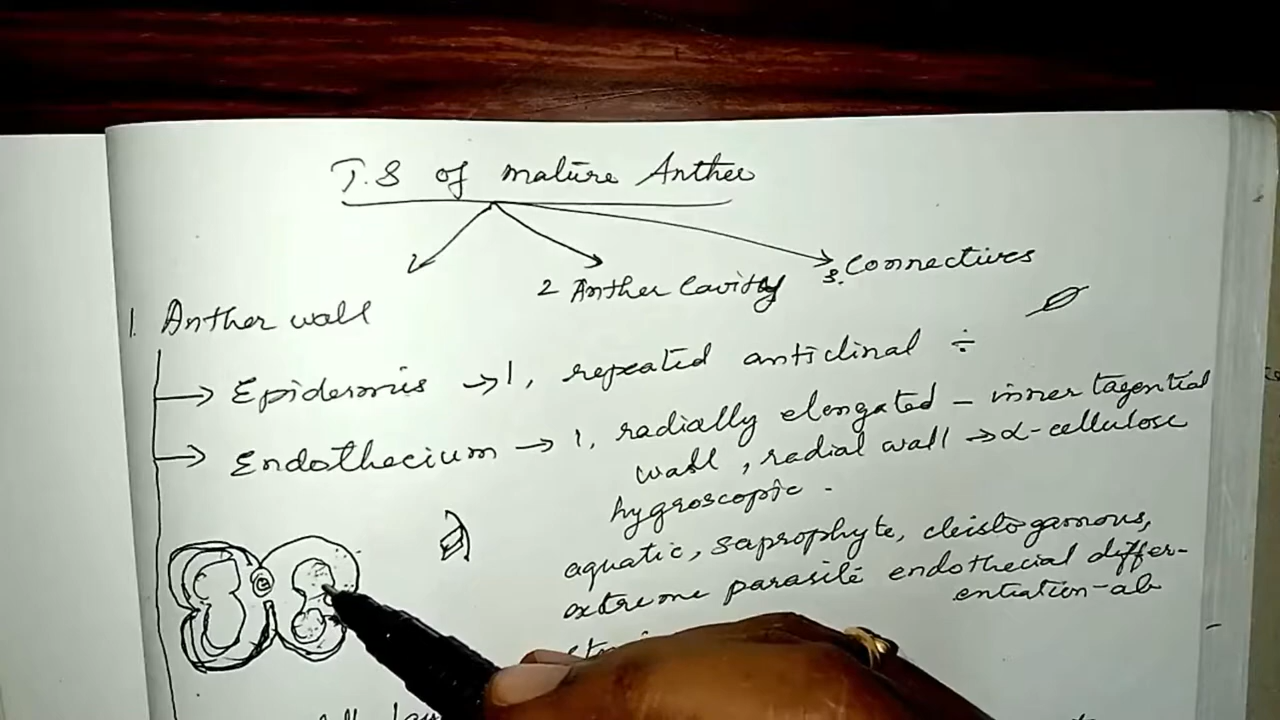 T.S of mature Anther
1. Anther wall
2 Anther Cavity
3. Connectives
→ Epidermis → 1, repeated anticlinal ÷
→ Endothecium → 1, radially elongated – inner tagential
wall, radial wall → α-cellulose
hygroscopic.
aquatic, saprophyte, cleistogamous,
extreme parasite endothecial differ-
entiation-ab